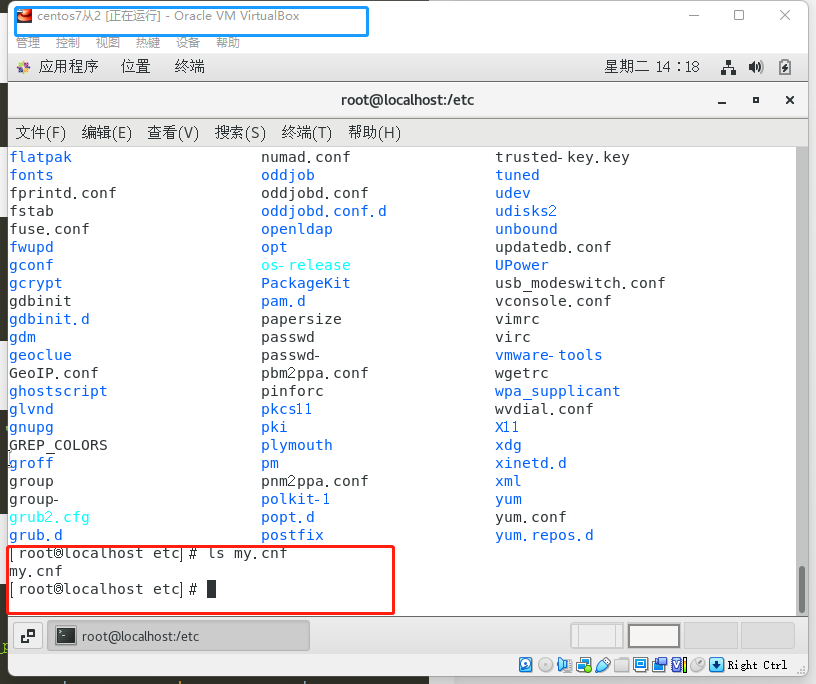 centos7从2 [正在运行] - Oracle VM VirtualBox
管理 控制 视图 热键 设备 帮助
应用程序 位置 终端 星期二 14：18
root@localhost:/etc
文件(F) 编辑(E) 查看(V) 搜索(S) 终端(T) 帮助(H)
flatpak numad.conf trusted-key.key
fonts oddjob tuned
fprintd.conf oddjobd.conf udev
fstab oddjobd.conf.d udisks2
fuse.conf openldap unbound
fwupd opt updatedb.conf
gconf os-release UPower
gcrypt PackageKit usb_modeswitch.conf
gdbinit pam.d vconsole.conf
gdbinit.d papersize vimrc
gdm passwd virc
geoclue passwd- vmware-tools
GeoIP.conf pbm2ppa.conf wgetrc
ghostscript pinforc wpa_supplicant
glvnd pkcs11 wvdial.conf
gnupg pki X11
GREP_COLORS plymouth xdg
groff pm xinetd.d
group pnm2ppa.conf xml
group- polkit-1 yum
grub2.cfg popt.d yum.conf
grub.d postfix yum.repos.d
[root@localhost etc]# ls my.cnf
my.cnf
[root@localhost etc]#
root@localhost:/etc
Right Ctrl